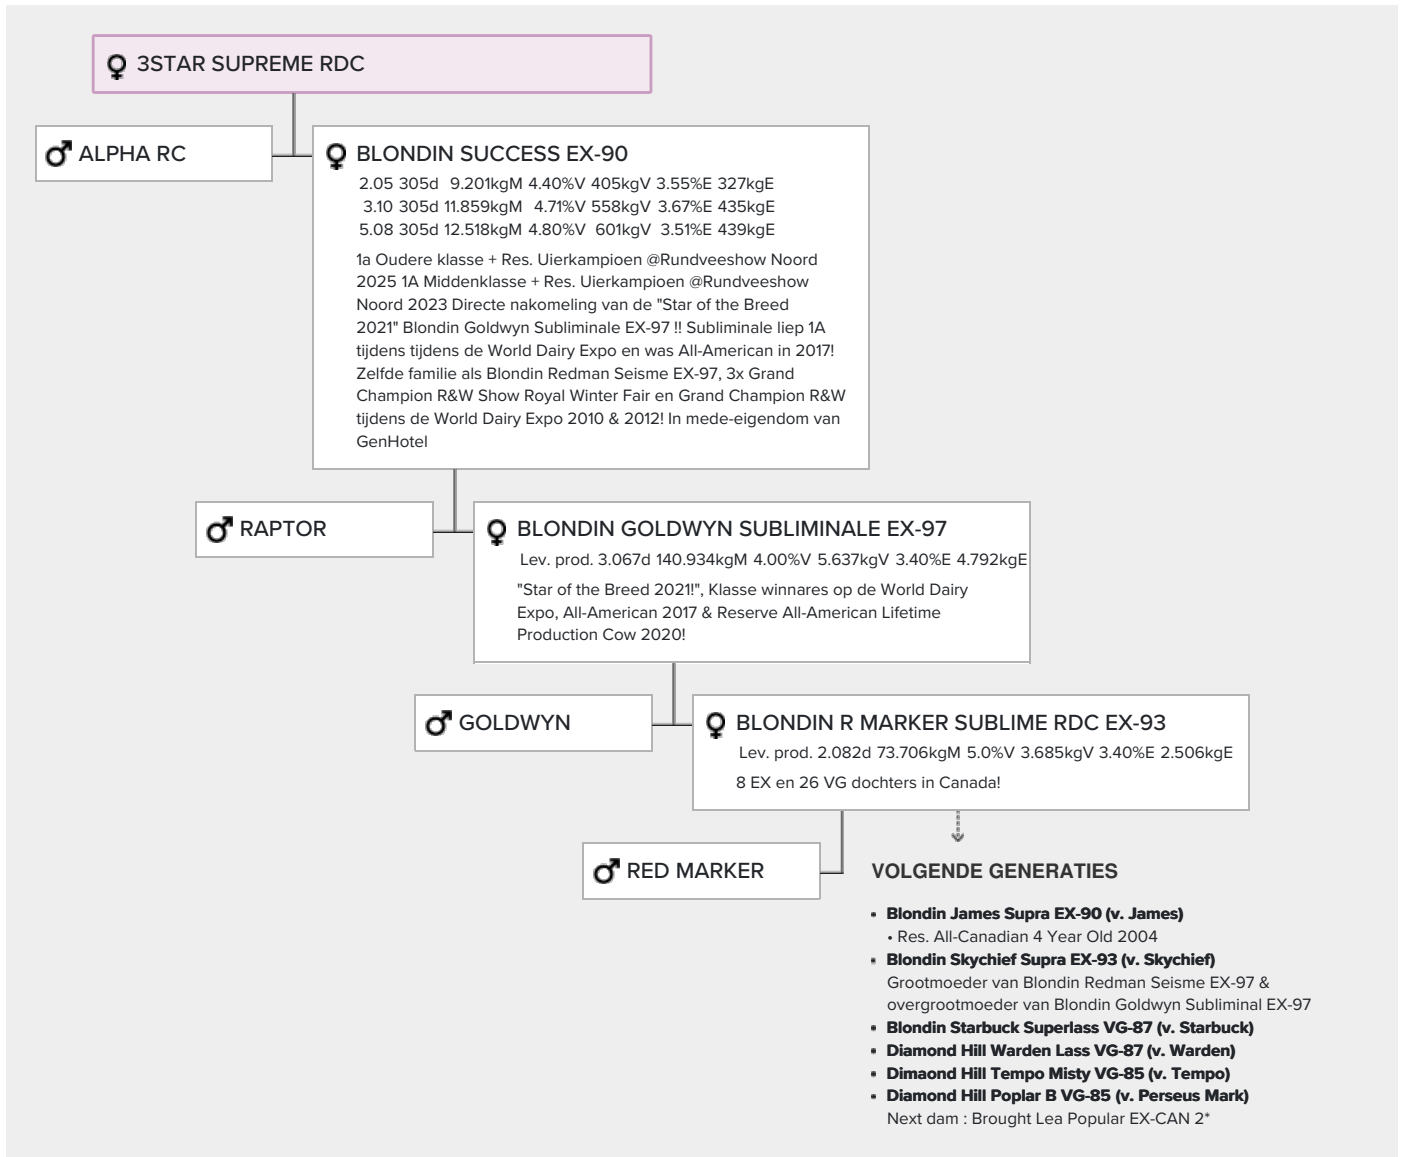 3STAR SUPREME RDC
ALPHA RC
BLONDIN SUCCESS EX-90
2.05 305d 9.201kgM 4.40%V 405kgV 3.55%E 327kgE
3.10 305d 11.859kgM 4.71%V 558kgV 3.67%E 435kgE
5.08 305d 12.518kgM 4.80%V 601kgV 3.51%E 439kgE
1a Oudere klasse + Res. Uierkampioen @Rundveeshow Noord
2025 1A Middenklasse + Res. Uierkampioen @Rundveeshow
Noord 2023 Directe nakomeling van de "Star of the Breed
2021" Blondin Goldwyn Subliminale EX-97 !! Subliminale liep 1A
tijdens tijdens de World Dairy Expo en was All-American in 2017!
Zelfde familie als Blondin Redman Seisme EX-97, 3x Grand
Champion R&W Show Royal Winter Fair en Grand Champion R&W
tijdens de World Dairy Expo 2010 & 2012! In mede-eigendom van
GenHotel
RAPTOR
BLONDIN GOLDWYN SUBLIMINALE EX-97
Lev. prod. 3.067d 140.934kgM 4.00%V 5.637kgV 3.40%E 4.792kgE
"Star of the Breed 2021!", Klasse winnares op de World Dairy
Expo, All-American 2017 & Reserve All-American Lifetime
Production Cow 2020!
GOLDWYN
BLONDIN R MARKER SUBLIME RDC EX-93
Lev. prod. 2.082d 73.706kgM 5.0%V 3.685kgV 3.40%E 2.506kgE
8 EX en 26 VG dochters in Canada!
RED MARKER
VOLGENDE GENERATIES
• Blondin James Supra EX-90 (v. James)
• Res. All-Canadian 4 Year Old 2004
• Blondin Skychief Supra EX-93 (v. Skychief)
Grootmoeder van Blondin Redman Seisme EX-97 &
overgrootmoeder van Blondin Goldwyn Subliminal EX-97
• Blondin Starbuck Superlass VG-87 (v. Starbuck)
• Diamond Hill Warden Lass VG-87 (v. Warden)
• Dimaond Hill Tempo Misty VG-85 (v. Tempo)
• Diamond Hill Poplar B VG-85 (v. Perseus Mark)
Next dam : Brought Lea Popular EX-CAN 2*